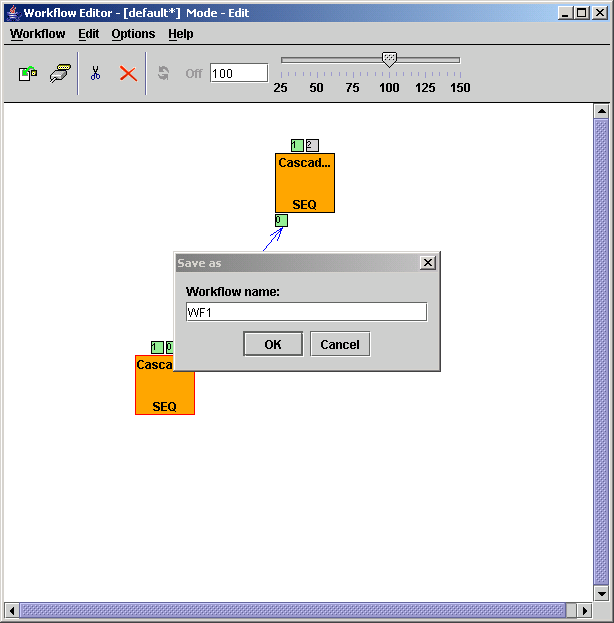 Workflow Editor - [default*]  Mode - Edit
Workflow Edit Options Help
Off 100
25 50 75 100 125 150
1 2
Cascad...
SEQ
0
Save as
Workflow name:
WF1
OK Cancel
1 0
Casca
SEQ